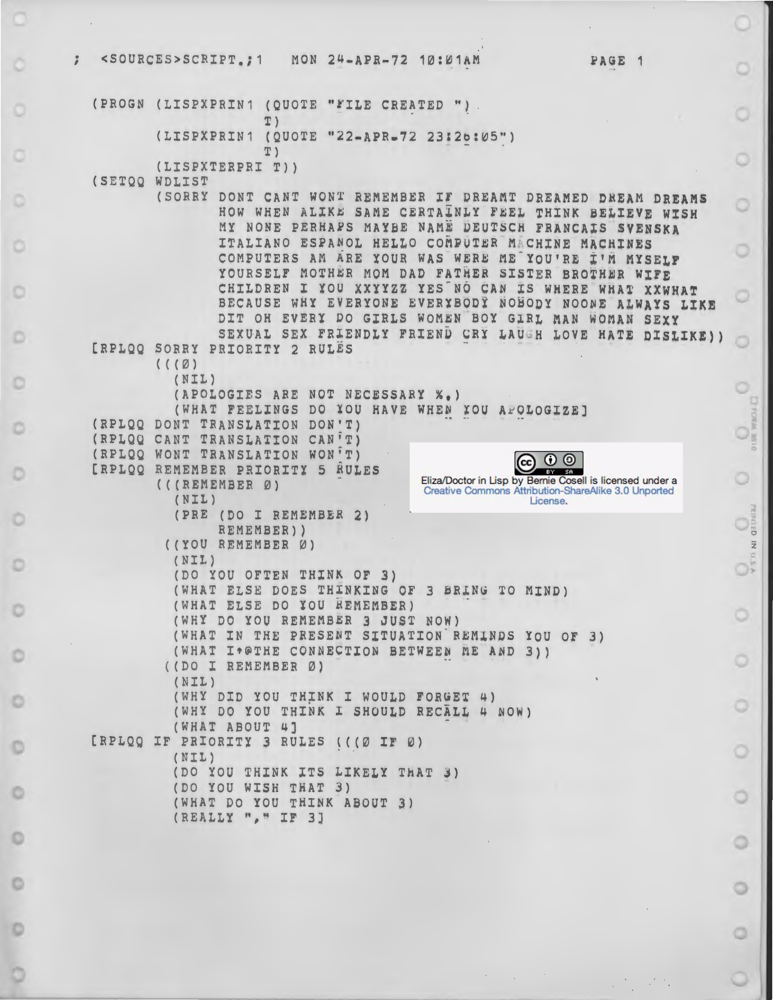 ; <SOURCES>SCRIPT.;1 MON 24-APR-72 10:01AM PAGE 1
(PROGN (LISPXPRIN1 (QUOTE "FILE CREATED ")
T)
(LISPXPRIN1 (QUOTE "22-APR-72 23:26:05")
T)
(LISPXTERPRI T))
(SETQQ WDLIST
(SORRY DONT CANT WONT REMEMBER IF DREAMT DREAMED DREAM DREAMS
HOW WHEN ALIKE SAME CERTAINLY FEEL THINK BELIEVE WISH
MY NONE PERHAPS MAYBE NAME DEUTSCH FRANCAIS SVENSKA
ITALIANO ESPANOL HELLO COMPUTER MACHINE MACHINES
COMPUTERS AM ARE YOUR WAS WERE ME YOU'RE I'M MYSELF
YOURSELF MOTHER MOM DAD FATHER SISTER BROTHER WIFE
CHILDREN I YOU XXYYZZ YES NO CAN IS WHERE WHAT XXWHAT
BECAUSE WHY EVERYONE EVERYBODY NOBODY NOONE ALWAYS LIKE
DIT OH EVERY DO GIRLS WOMEN BOY GIRL MAN WOMAN SEXY
SEXUAL SEX FRIENDLY FRIEND CRY LAUGH LOVE HATE DISLIKE))
[RPLQQ SORRY PRIORITY 2 RULES
(((0)
(NIL)
(APOLOGIES ARE NOT NECESSARY %.)
(WHAT FEELINGS DO YOU HAVE WHEN YOU APOLOGIZE]
(RPLQQ DONT TRANSLATION DON'T)
(RPLQQ CANT TRANSLATION CAN'T)
(RPLQQ WONT TRANSLATION WON'T)
[RPLQQ REMEMBER PRIORITY 5 RULES
(((REMEMBER 0)
(NIL)
(PRE (DO I REMEMBER 2)
REMEMBER))
((YOU REMEMBER 0)
(NIL)
(DO YOU OFTEN THINK OF 3)
(WHAT ELSE DOES THINKING OF 3 BRING TO MIND)
(WHAT ELSE DO YOU REMEMBER)
(WHY DO YOU REMEMBER 3 JUST NOW)
(WHAT IN THE PRESENT SITUATION REMINDS YOU OF 3)
(WHAT I↑@THE CONNECTION BETWEEN ME AND 3))
((DO I REMEMBER 0)
(NIL)
(WHY DID YOU THINK I WOULD FORGET 4)
(WHY DO YOU THINK I SHOULD RECALL 4 NOW)
(WHAT ABOUT 4]
[RPLQQ IF PRIORITY 3 RULES (((0 IF 0)
(NIL)
(DO YOU THINK ITS LIKELY THAT 3)
(DO YOU WISH THAT 3)
(WHAT DO YOU THINK ABOUT 3)
(REALLY "," IF 3]
cc BY SA
Eliza/Doctor in Lisp by Bernie Cosell is licensed under a
Creative Commons Attribution-ShareAlike 3.0 Unported
License.
FORM 8510
PRINTED IN U.S.A